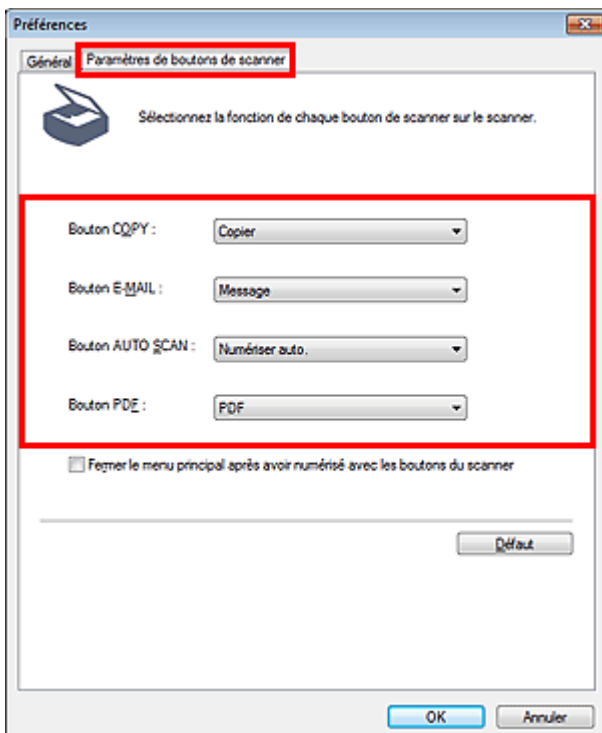 Préférences
Général Paramètres de boutons de scanner
Sélectionnez la fonction de chaque bouton de scanner sur le scanner.
Bouton COPY : Copier
Bouton E-MAIL : Message
Bouton AUTO SCAN : Numériser auto.
Bouton PDF : PDF
Fermer le menu principal après avoir numérisé avec les boutons du scanner
Défaut
OK Annuler